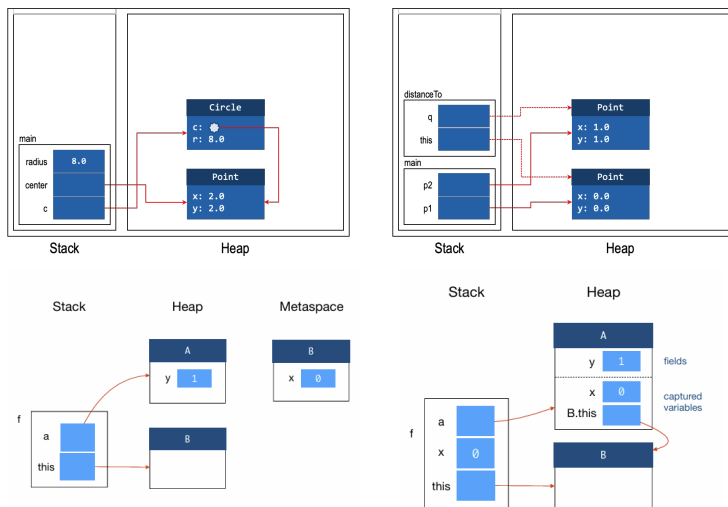 Circle
c:
r: 8.0
main
radius 8.0
center
c
Point
x: 2.0
y: 2.0
Stack Heap
distanceTo
q
this
main
p2
p1
Point
x: 1.0
y: 1.0
Point
x: 0.0
y: 0.0
Stack Heap
Stack Heap Metaspace
A
y 1
B
x 0
f
a
this
B
Stack Heap
A
y 1 fields
x 0
B.this
captured
variables
f
a
x 0
this
B